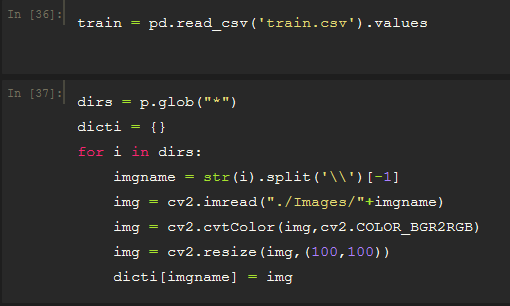 In [36]:
train = pd.read_csv('train.csv').values
In [37]:
dirs = p.glob("*")
dicti = {}
for i in dirs:
    imgname = str(i).split('\\')[-1]
    img = cv2.imread("./Images/"+imgname)
    img = cv2.cvtColor(img,cv2.COLOR_BGR2RGB)
    img = cv2.resize(img,(100,100))
    dicti[imgname] = img